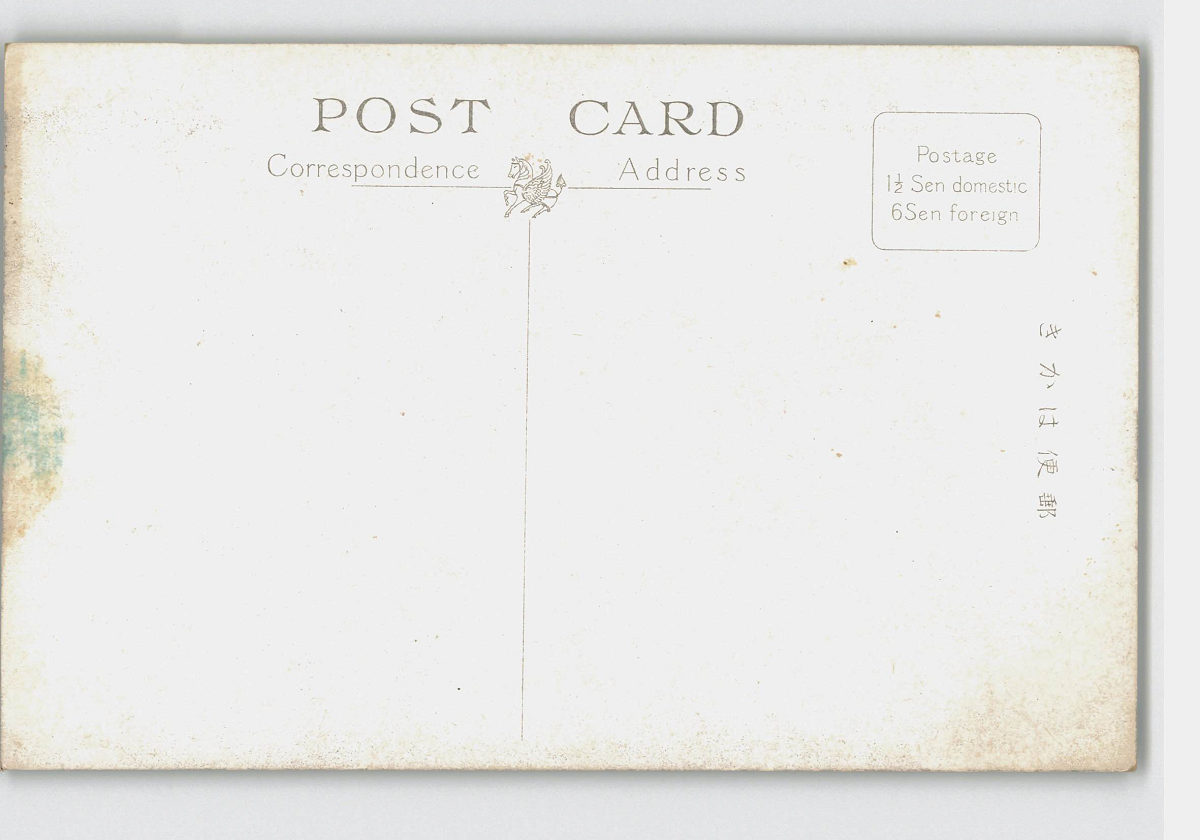 POST CARD
Correspondence Address
Postage
1½ Sen domestic
6Sen foreign
きかは便郵